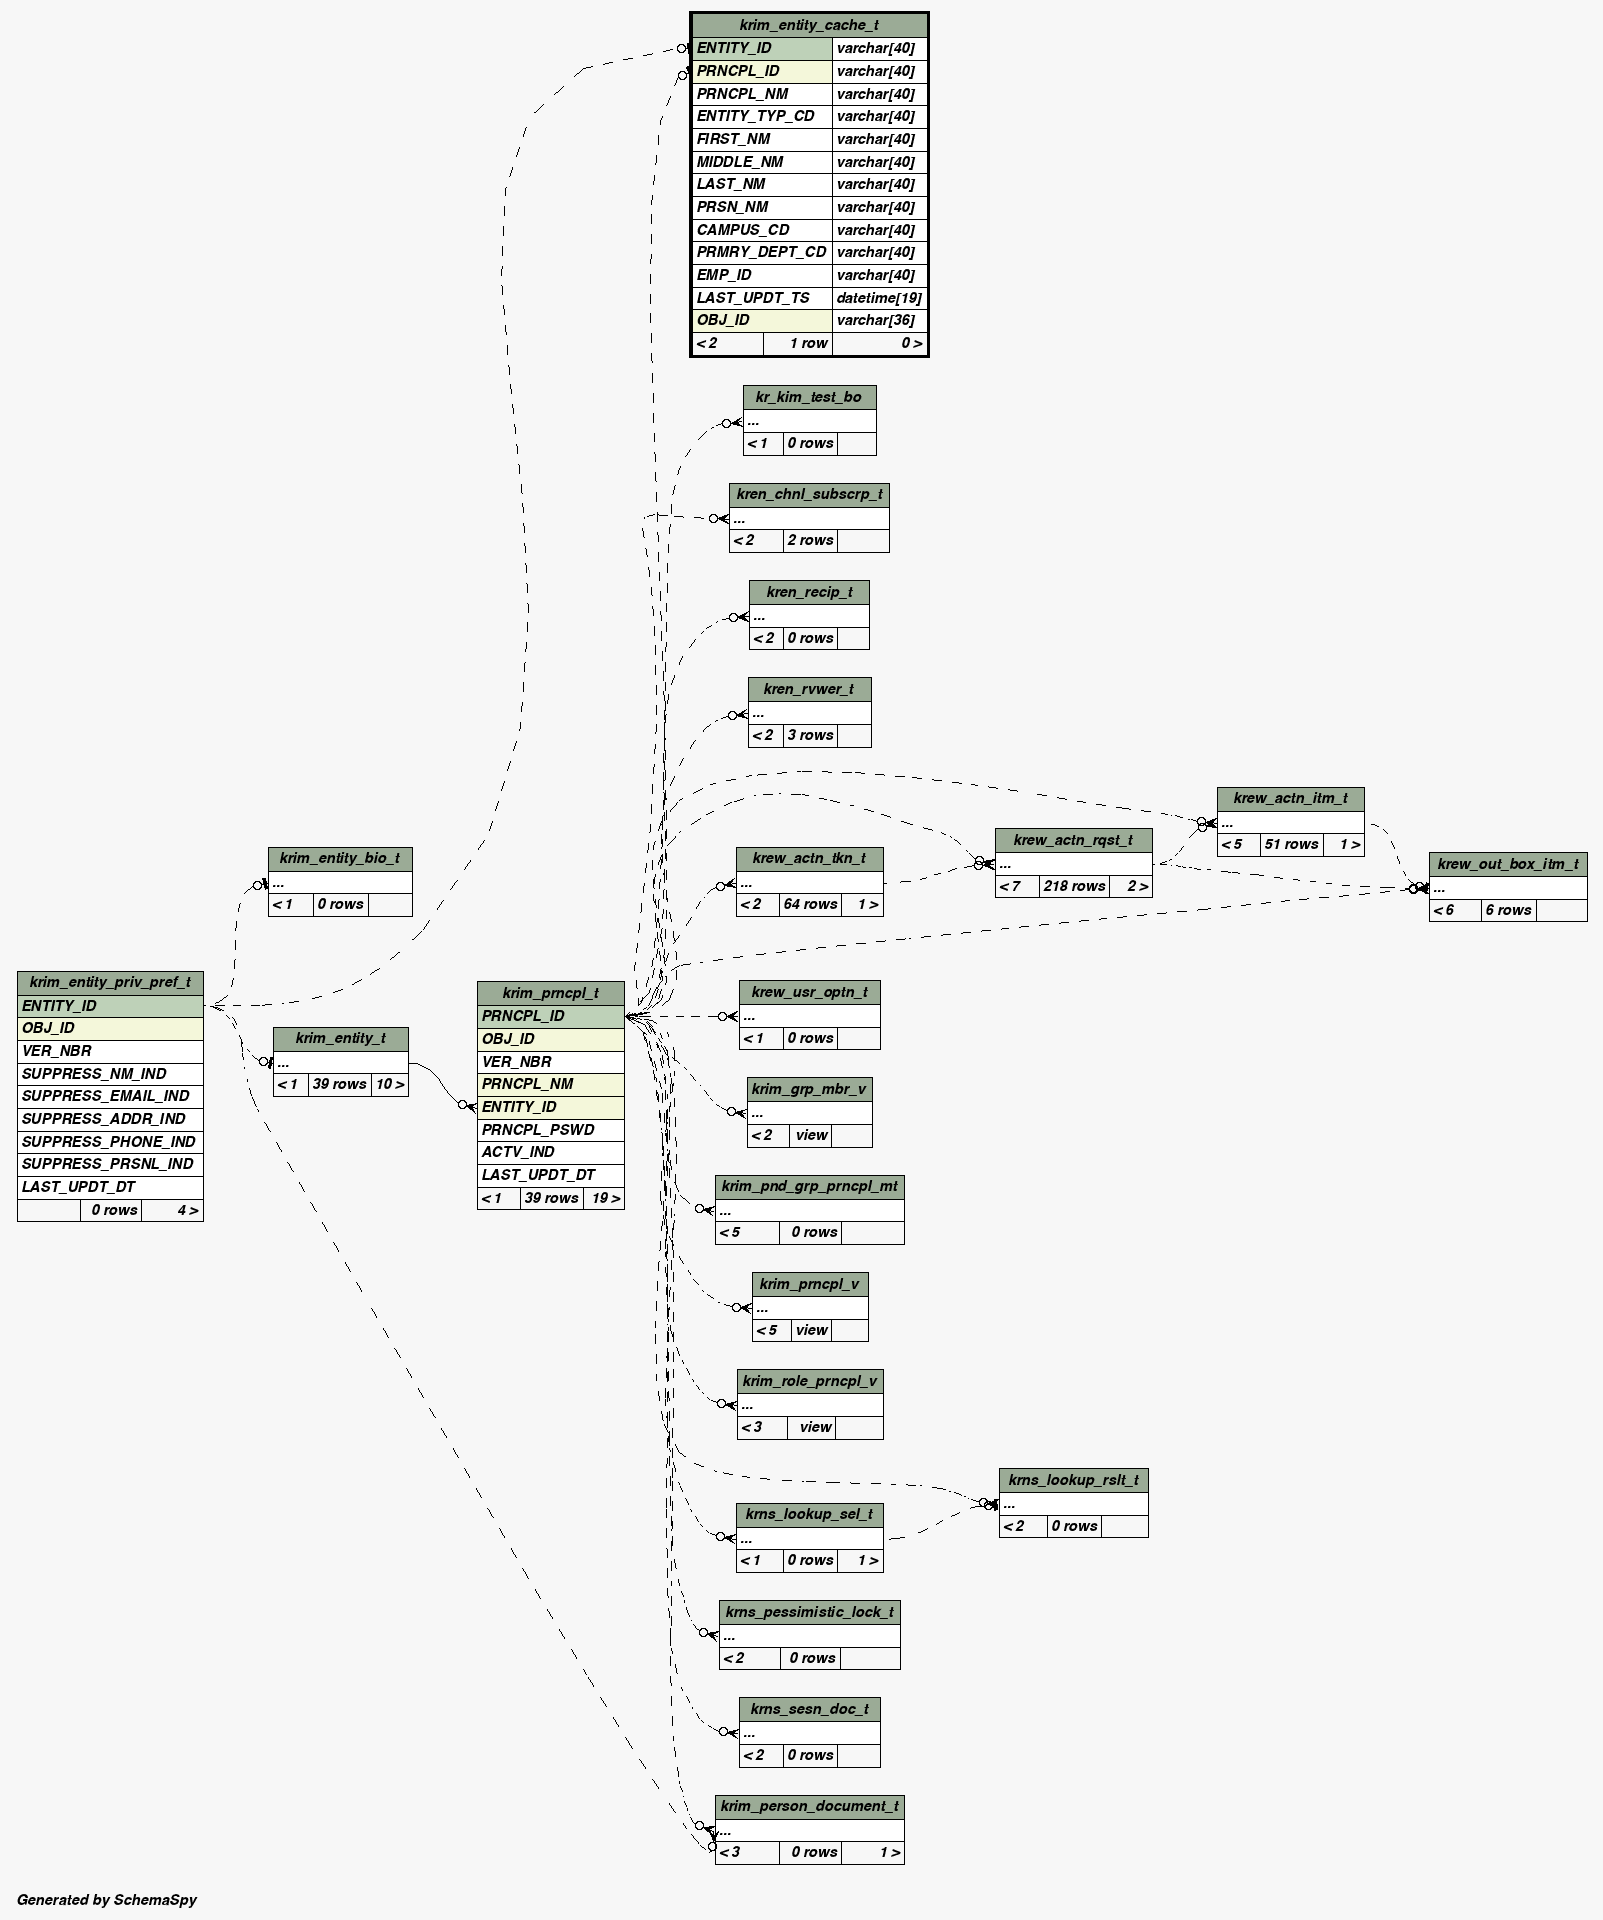 krim_entity_cache_t
ENTITY_ID varchar[40]
PRNCPL_ID varchar[40]
PRNCPL_NM varchar[40]
ENTITY_TYP_CD varchar[40]
FIRST_NM varchar[40]
MIDDLE_NM varchar[40]
LAST_NM varchar[40]
PRSN_NM varchar[40]
CAMPUS_CD varchar[40]
PRMRY_DEPT_CD varchar[40]
EMP_ID varchar[40]
LAST_UPDT_TS datetime[19]
OBJ_ID varchar[36]
< 2 1 row 0 >
kr_kim_test_bo
...
< 1 0 rows
kren_chnl_subscrp_t
...
< 2 2 rows
kren_recip_t
...
< 2 0 rows
kren_rvwer_t
...
< 2 3 rows
krew_actn_itm_t
...
< 5 51 rows 1 >
krew_actn_rqst_t
...
< 7 218 rows 2 >
krew_out_box_itm_t
...
< 6 6 rows
krew_actn_tkn_t
...
< 2 64 rows 1 >
krim_entity_bio_t
...
< 1 0 rows
krim_entity_priv_pref_t
ENTITY_ID
OBJ_ID
VER_NBR
SUPPRESS_NM_IND
SUPPRESS_EMAIL_IND
SUPPRESS_ADDR_IND
SUPPRESS_PHONE_IND
SUPPRESS_PRSNL_IND
LAST_UPDT_DT
0 rows 4 >
krim_entity_t
...
< 1 39 rows 10 >
krim_prncpl_t
PRNCPL_ID
OBJ_ID
VER_NBR
PRNCPL_NM
ENTITY_ID
PRNCPL_PSWD
ACTV_IND
LAST_UPDT_DT
< 1 39 rows 19 >
krew_usr_optn_t
...
< 1 0 rows
krim_grp_mbr_v
...
< 2 view
krim_pnd_grp_prncpl_mt
...
< 5 0 rows
krim_prncpl_v
...
< 5 view
krim_role_prncpl_v
...
< 3 view
krns_lookup_rslt_t
...
< 2 0 rows
krns_lookup_sel_t
...
< 1 0 rows 1 >
krns_pessimistic_lock_t
...
< 2 0 rows
krns_sesn_doc_t
...
< 2 0 rows
krim_person_document_t
...
< 3 0 rows 1 >
Generated by SchemaSpy